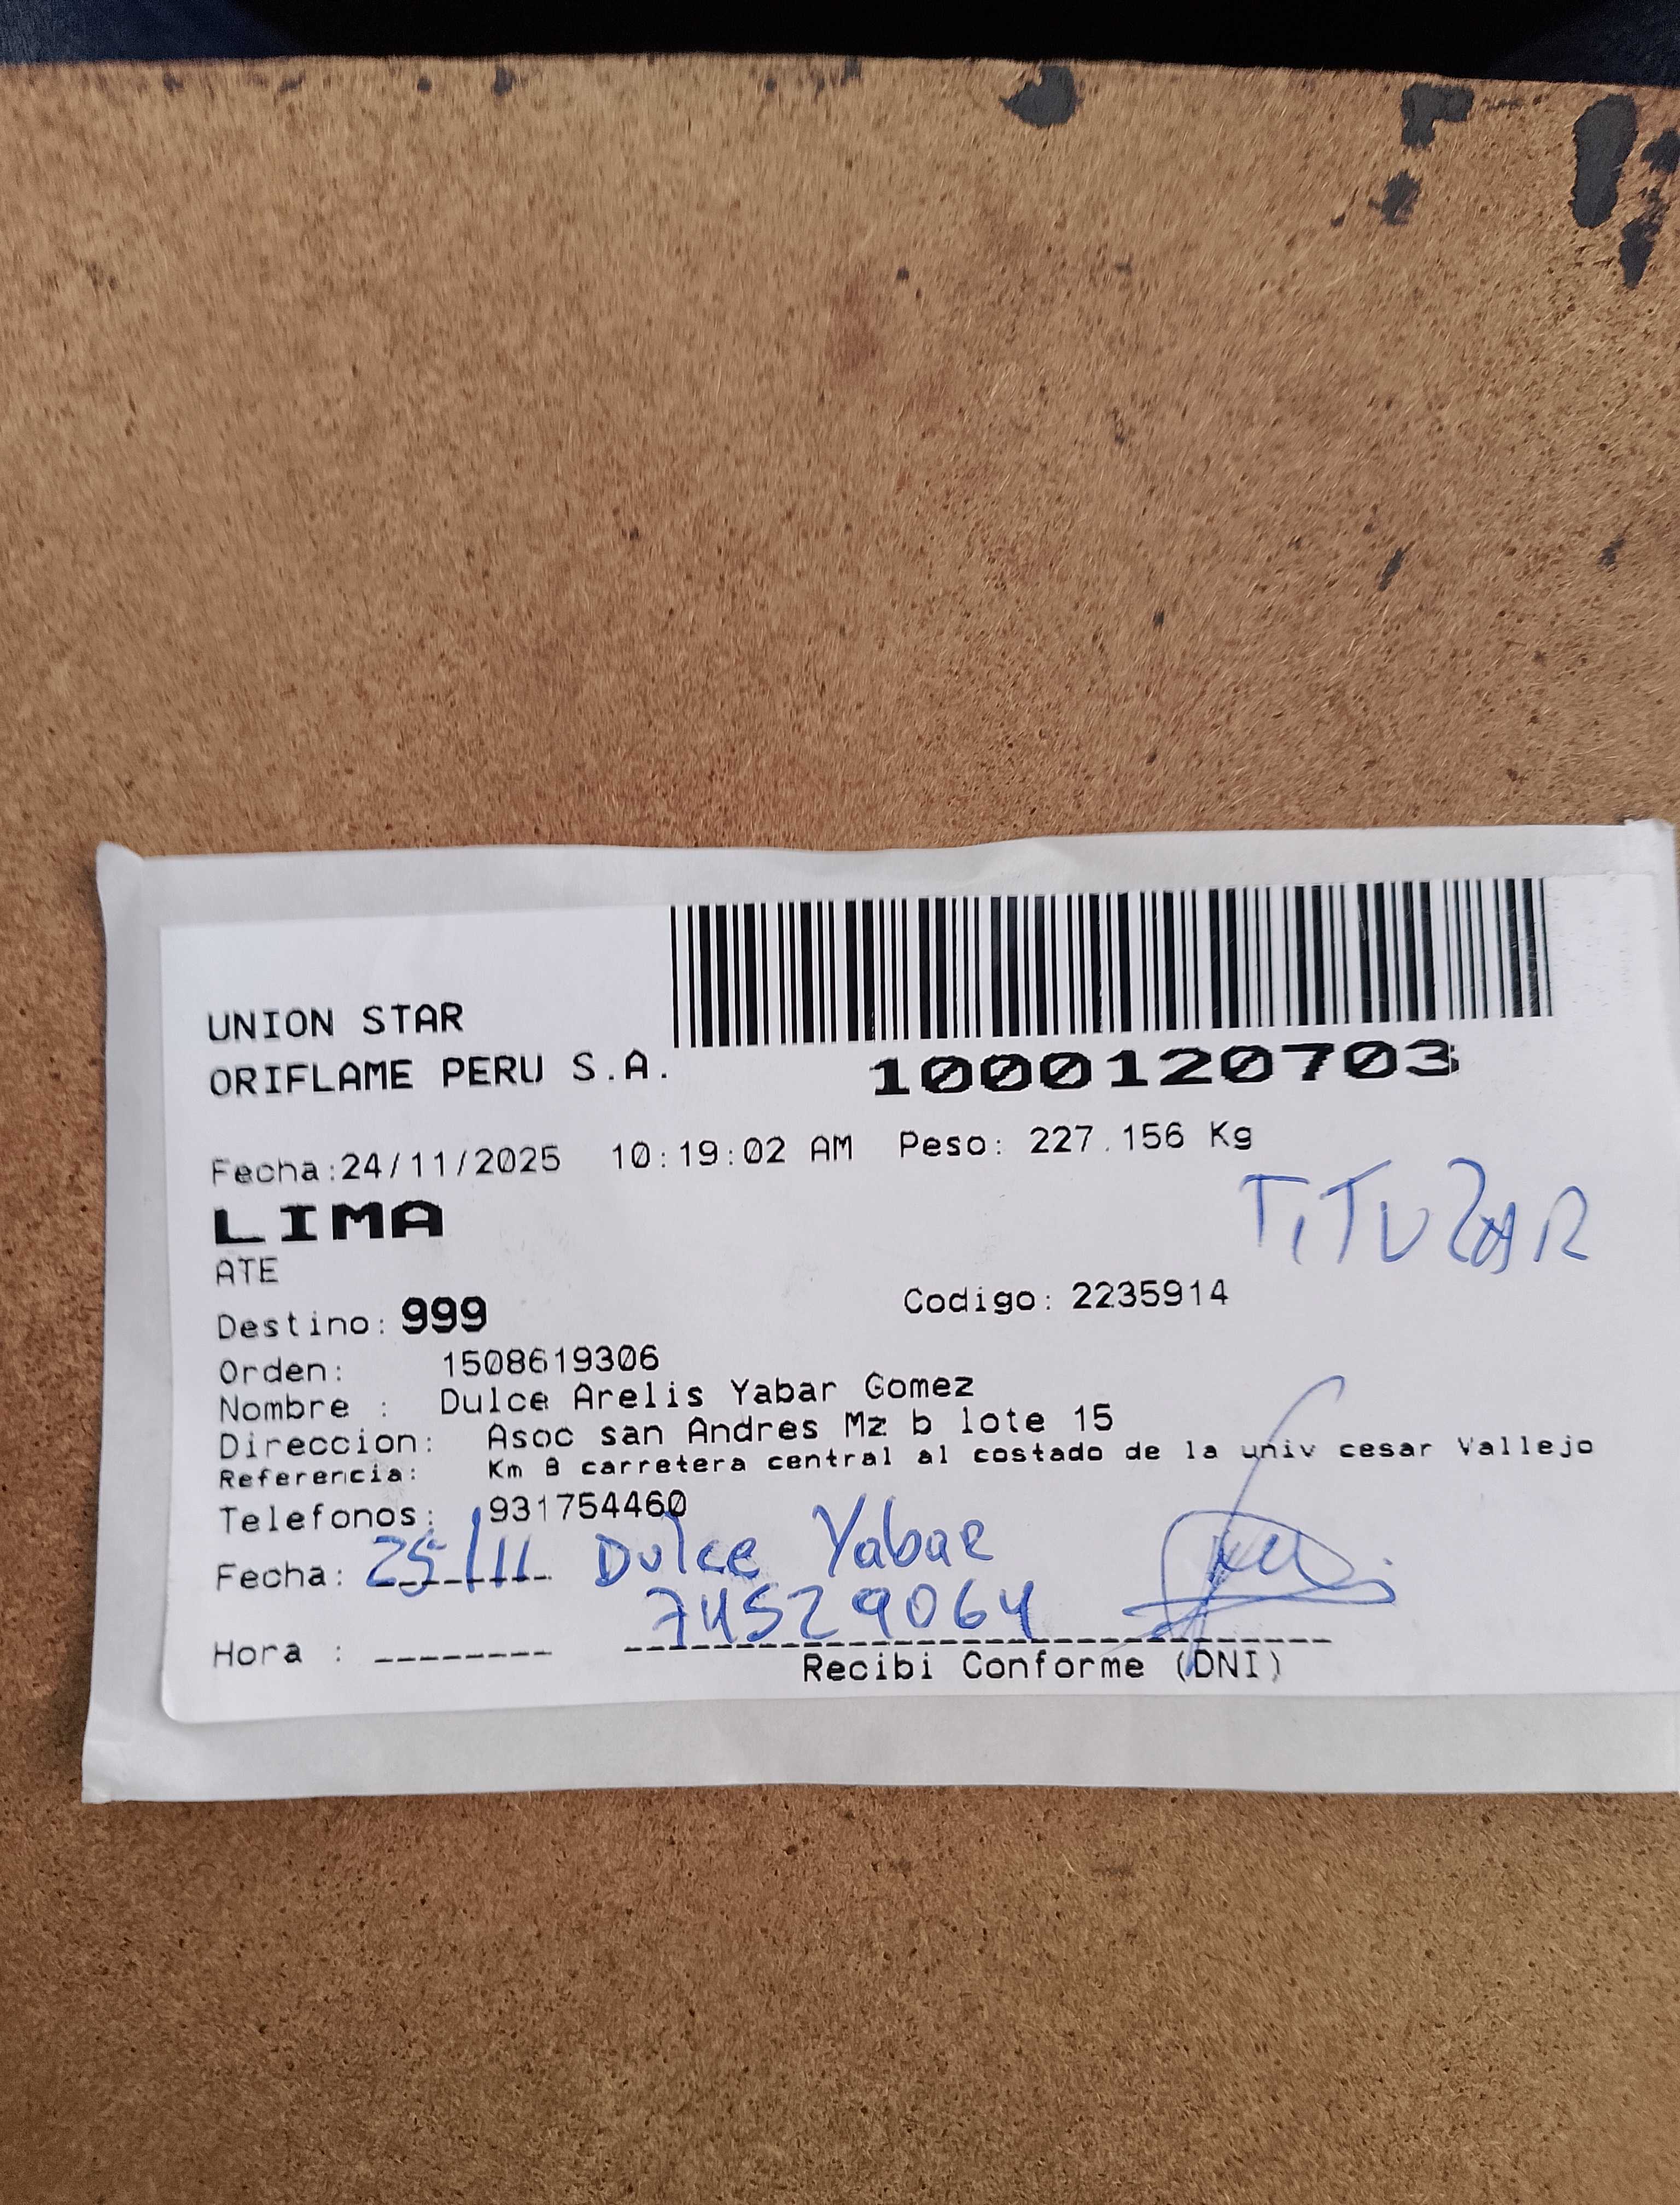 UNION STAR
ORIFLAME PERU S.A.
1000120703
Fecha:24/11/2025 10:19:02 AM Peso: 227.156 Kg
LIMA
TITULAR
ATE
Destino: 999 Codigo: 2235914
Orden: 1508619306
Nombre : Dulce Arelis Yabar Gomez
Direccion: Asoc san Andres Mz b lote 15
Referencia: Km 8 carretera central al costado de la univ cesar Vallejo
Telefonos: 931754460
Fecha: 25/11 Dulce Yabar
74529064
Hora : --------
Recibi Conforme (DNI)